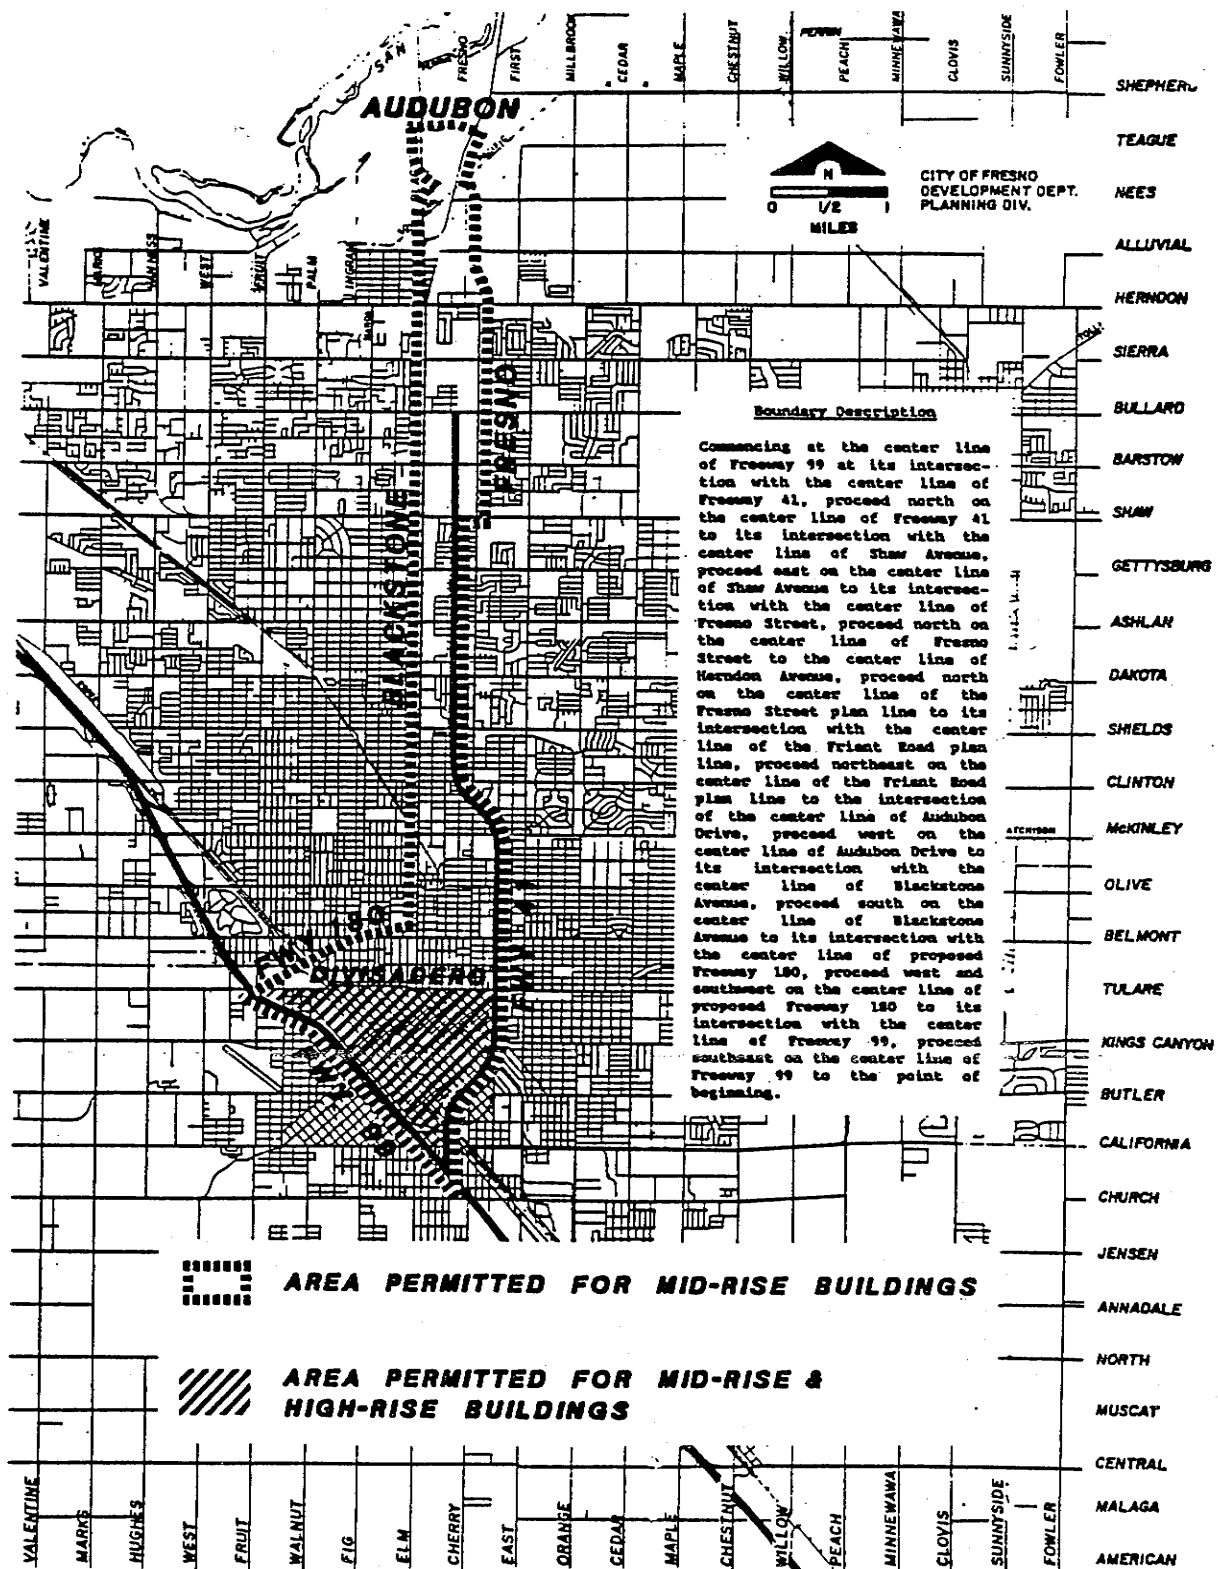 SAN
FRESNO
FIRST
MILLBROOK
CEDAR
MAPLE
CHESTNUT
WILLOW
PERRIN
PEACH
MINNEWAWA
CLOVIS
SUNNYSIDE
FOWLER
SHEPHERD
AUDUBON
TEAGUE
N
0 1/2 1
MILES
CITY OF FRESNO
DEVELOPMENT DEPT.
PLANNING DIV.
NEES
ALLUVIAL
VALENTINE
MARKS
VAN NESS
WEST
FRUIT
PALM
INGRAM
HERNDON
SIERRA
BULLARD
BARSTOW
SHAW
GETTYSBURG
ASHLAN
DAKOTA
SHIELDS
CLINTON
McKINLEY
OLIVE
BELMONT
TULARE
KINGS CANYON
BUTLER
CALIFORNIA
CHURCH
JENSEN
ANNADALE
NORTH
MUSCAT
CENTRAL
MALAGA
AMERICAN
FRESNO
BLACKSTONE
FWY 180
DIVISADERO
FWY 41
FWY 99
ATCHISON
Boundary Description
Commencing at the center line
of Freeway 99 at its intersec-
tion with the center line of
Freeway 41, proceed north on
the center line of Freeway 41
to its intersection with the
center line of Shaw Avenue,
proceed east on the center line
of Shaw Avenue to its intersec-
tion with the center line of
Fresno Street, proceed north on
the center line of Fresno
Street to the center line of
Herndon Avenue, proceed north
on the center line of the
Fresno Street plan line to its
intersection with the center
line of the Friant Road plan
line, proceed northeast on the
center line of the Friant Road
plan line to the intersection
of the center line of Audubon
Drive, proceed west on the
center line of Audubon Drive to
its intersection with the
center line of Blackstone
Avenue, proceed south on the
center line of Blackstone
Avenue to its intersection with
the center line of proposed
Freeway 180, proceed west and
southwest on the center line of
proposed Freeway 180 to its
intersection with the center
line of Freeway 99, proceed
southeast on the center line of
Freeway 99 to the point of
beginning.
AREA PERMITTED FOR MID-RISE BUILDINGS
AREA PERMITTED FOR MID-RISE &
HIGH-RISE BUILDINGS
VALENTINE
MARKS
HUGHES
WEST
FRUIT
WALNUT
FIG
ELM
CHERRY
EAST
ORANGE
CEDAR
MAPLE
CHESTNUT
WILLOW
PEACH
MINNEWAWA
CLOVIS
SUNNYSIDE
FOWLER